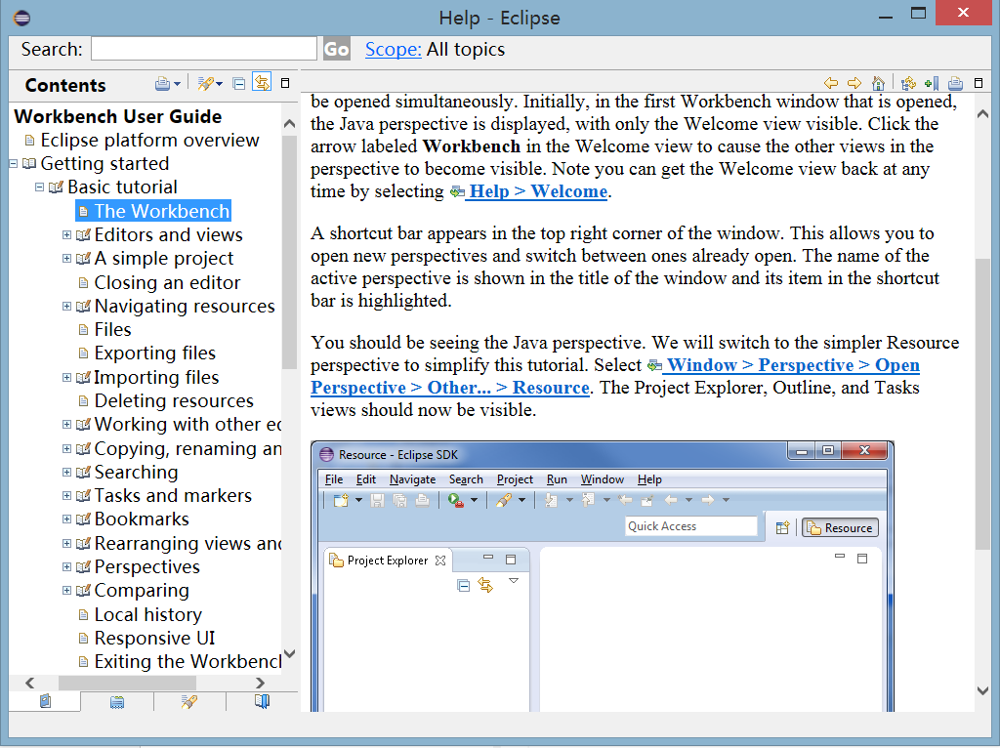 Help - Eclipse
Search:
Go
Scope: All topics
Contents
Workbench User Guide
Eclipse platform overview
Getting started
Basic tutorial
The Workbench
Editors and views
A simple project
Closing an editor
Navigating resources
Files
Exporting files
Importing files
Deleting resources
Working with other ed
Copying, renaming an
Searching
Tasks and markers
Bookmarks
Rearranging views and
Perspectives
Comparing
Local history
Responsive UI
Exiting the Workbench
be opened simultaneously. Initially, in the first Workbench window that is opened,
the Java perspective is displayed, with only the Welcome view visible. Click the
arrow labeled Workbench in the Welcome view to cause the other views in the
perspective to become visible. Note you can get the Welcome view back at any
time by selecting Help > Welcome.
A shortcut bar appears in the top right corner of the window. This allows you to
open new perspectives and switch between ones already open. The name of the
active perspective is shown in the title of the window and its item in the shortcut
bar is highlighted.
You should be seeing the Java perspective. We will switch to the simpler Resource
perspective to simplify this tutorial. Select Window > Perspective > Open
Perspective > Other... > Resource. The Project Explorer, Outline, and Tasks
views should now be visible.
Resource - Eclipse SDK
File Edit Navigate Search Project Run Window Help
Quick Access
Resource
Project Explorer